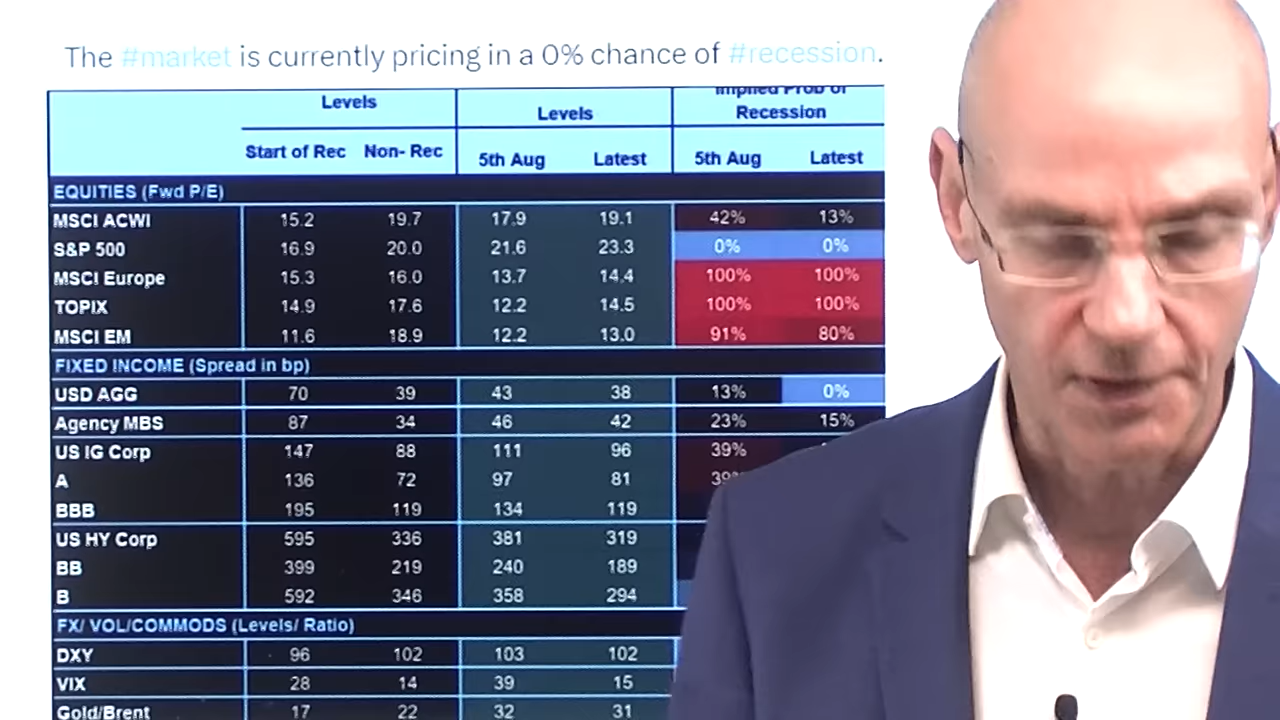 The #market is currently pricing in a 0% chance of #recession.
Levels Levels Implied Prob of Recession
Start of Rec Non- Rec 5th Aug Latest 5th Aug Latest
EQUITIES (Fwd P/E)
MSCI ACWI 15.2 19.7 17.9 19.1 42% 13%
S&P 500 16.9 20.0 21.6 23.3 0% 0%
MSCI Europe 15.3 16.0 13.7 14.4 100% 100%
TOPIX 14.9 17.6 12.2 14.5 100% 100%
MSCI EM 11.6 18.9 12.2 13.0 91% 80%
FIXED INCOME (Spread in bp)
USD AGG 70 39 43 38 13% 0%
Agency MBS 87 34 46 42 23% 15%
US IG Corp 147 88 111 96 39%
A 136 72 97 81
BBB 195 119 134 119
US HY Corp 595 336 381 319
BB 399 219 240 189
B 592 346 358 294
FX/ VOL/COMMODS (Levels/ Ratio)
DXY 96 102 103 102
VIX 28 14 39 15
Gold/Brent 17 22 32 31